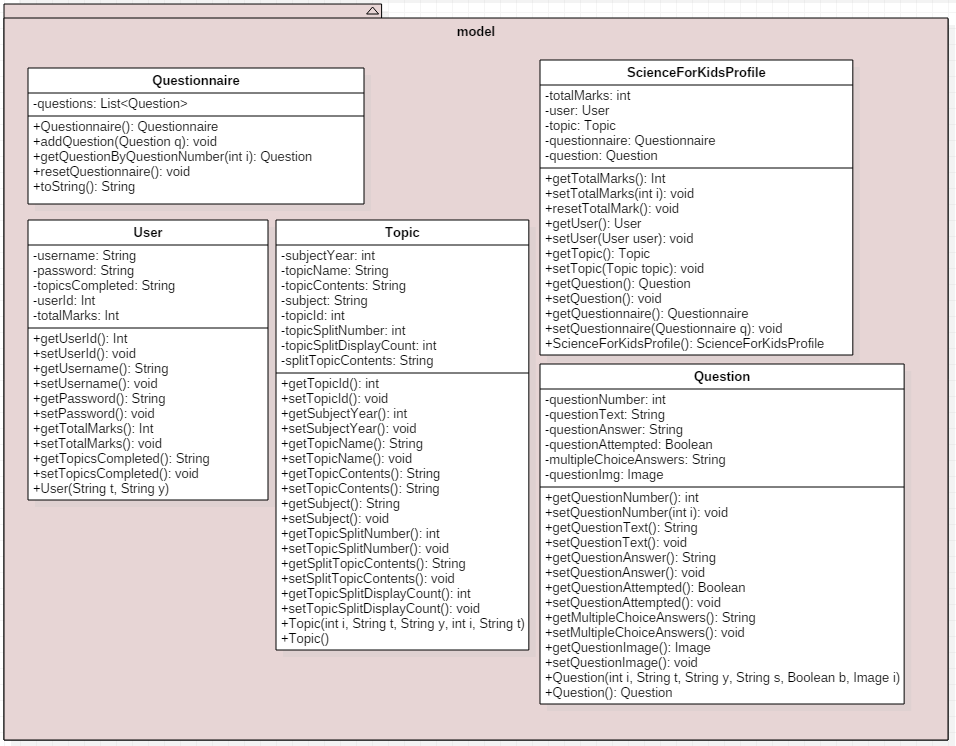 model
Questionnaire
-questions: List<Question>
+Questionnaire(): Questionnaire
+addQuestion(Question q): void
+getQuestionByQuestionNumber(int i): Question
+resetQuestionnaire(): void
+toString(): String
ScienceForKidsProfile
-totalMarks: int
-user: User
-topic: Topic
-questionnaire: Questionnaire
-question: Question
+getTotalMarks(): Int
+setTotalMarks(int i): void
+resetTotalMark(): void
+getUser(): User
+setUser(User user): void
+getTopic(): Topic
+setTopic(Topic topic): void
+getQuestion(): Question
+setQuestion(): void
+getQuestionnaire(): Questionnaire
+setQuestionnaire(Questionnaire q): void
+ScienceForKidsProfile(): ScienceForKidsProfile
User
-username: String
-password: String
-topicsCompleted: String
-userId: Int
-totalMarks: Int
+getUserId(): Int
+setUserId(): void
+getUsername(): String
+setUsername(): void
+getPassword(): String
+setPassword(): void
+getTotalMarks(): Int
+setTotalMarks(): void
+getTopicsCompleted(): String
+setTopicsCompleted(): void
+User(String t, String y)
Topic
-subjectYear: int
-topicName: String
-topicContents: String
-subject: String
-topicId: int
-topicSplitNumber: int
-topicSplitDisplayCount: int
-splitTopicContents: String
+getTopicId(): int
+setTopicId(): void
+getSubjectYear(): int
+setSubjectYear(): void
+getTopicName(): String
+setTopicName(): void
+getTopicContents(): String
+setTopicContents(): String
+getSubject(): String
+setSubject(): void
+getTopicSplitNumber(): int
+setTopicSplitNumber(): void
+getSplitTopicContents(): String
+setSplitTopicContents(): void
+getTopicSplitDisplayCount(): int
+setTopicSplitDisplayCount(): void
+Topic(int i, String t, String y, int i, String t)
+Topic()
Question
-questionNumber: int
-questionText: String
-questionAnswer: String
-questionAttempted: Boolean
-multipleChoiceAnswers: String
-questionImg: Image
+getQuestionNumber(): int
+setQuestionNumber(int i): void
+getQuestionText(): String
+setQuestionText(): void
+getQuestionAnswer(): String
+setQuestionAnswer(): void
+getQuestionAttempted(): Boolean
+setQuestionAttempted(): void
+getMultipleChoiceAnswers(): String
+setMultipleChoiceAnswers(): void
+getQuestionImage(): Image
+setQuestionImage(): void
+Question(int i, String t, String y, String s, Boolean b, Image i)
+Question(): Question